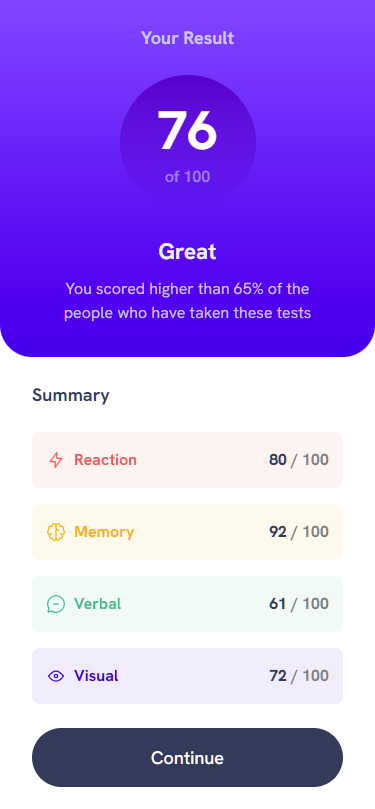 Your Result
76
of 100
Great
You scored higher than 65% of the
people who have taken these tests
Summary
Reaction 80 / 100
Memory 92 / 100
Verbal 61 / 100
Visual 72 / 100
Continue